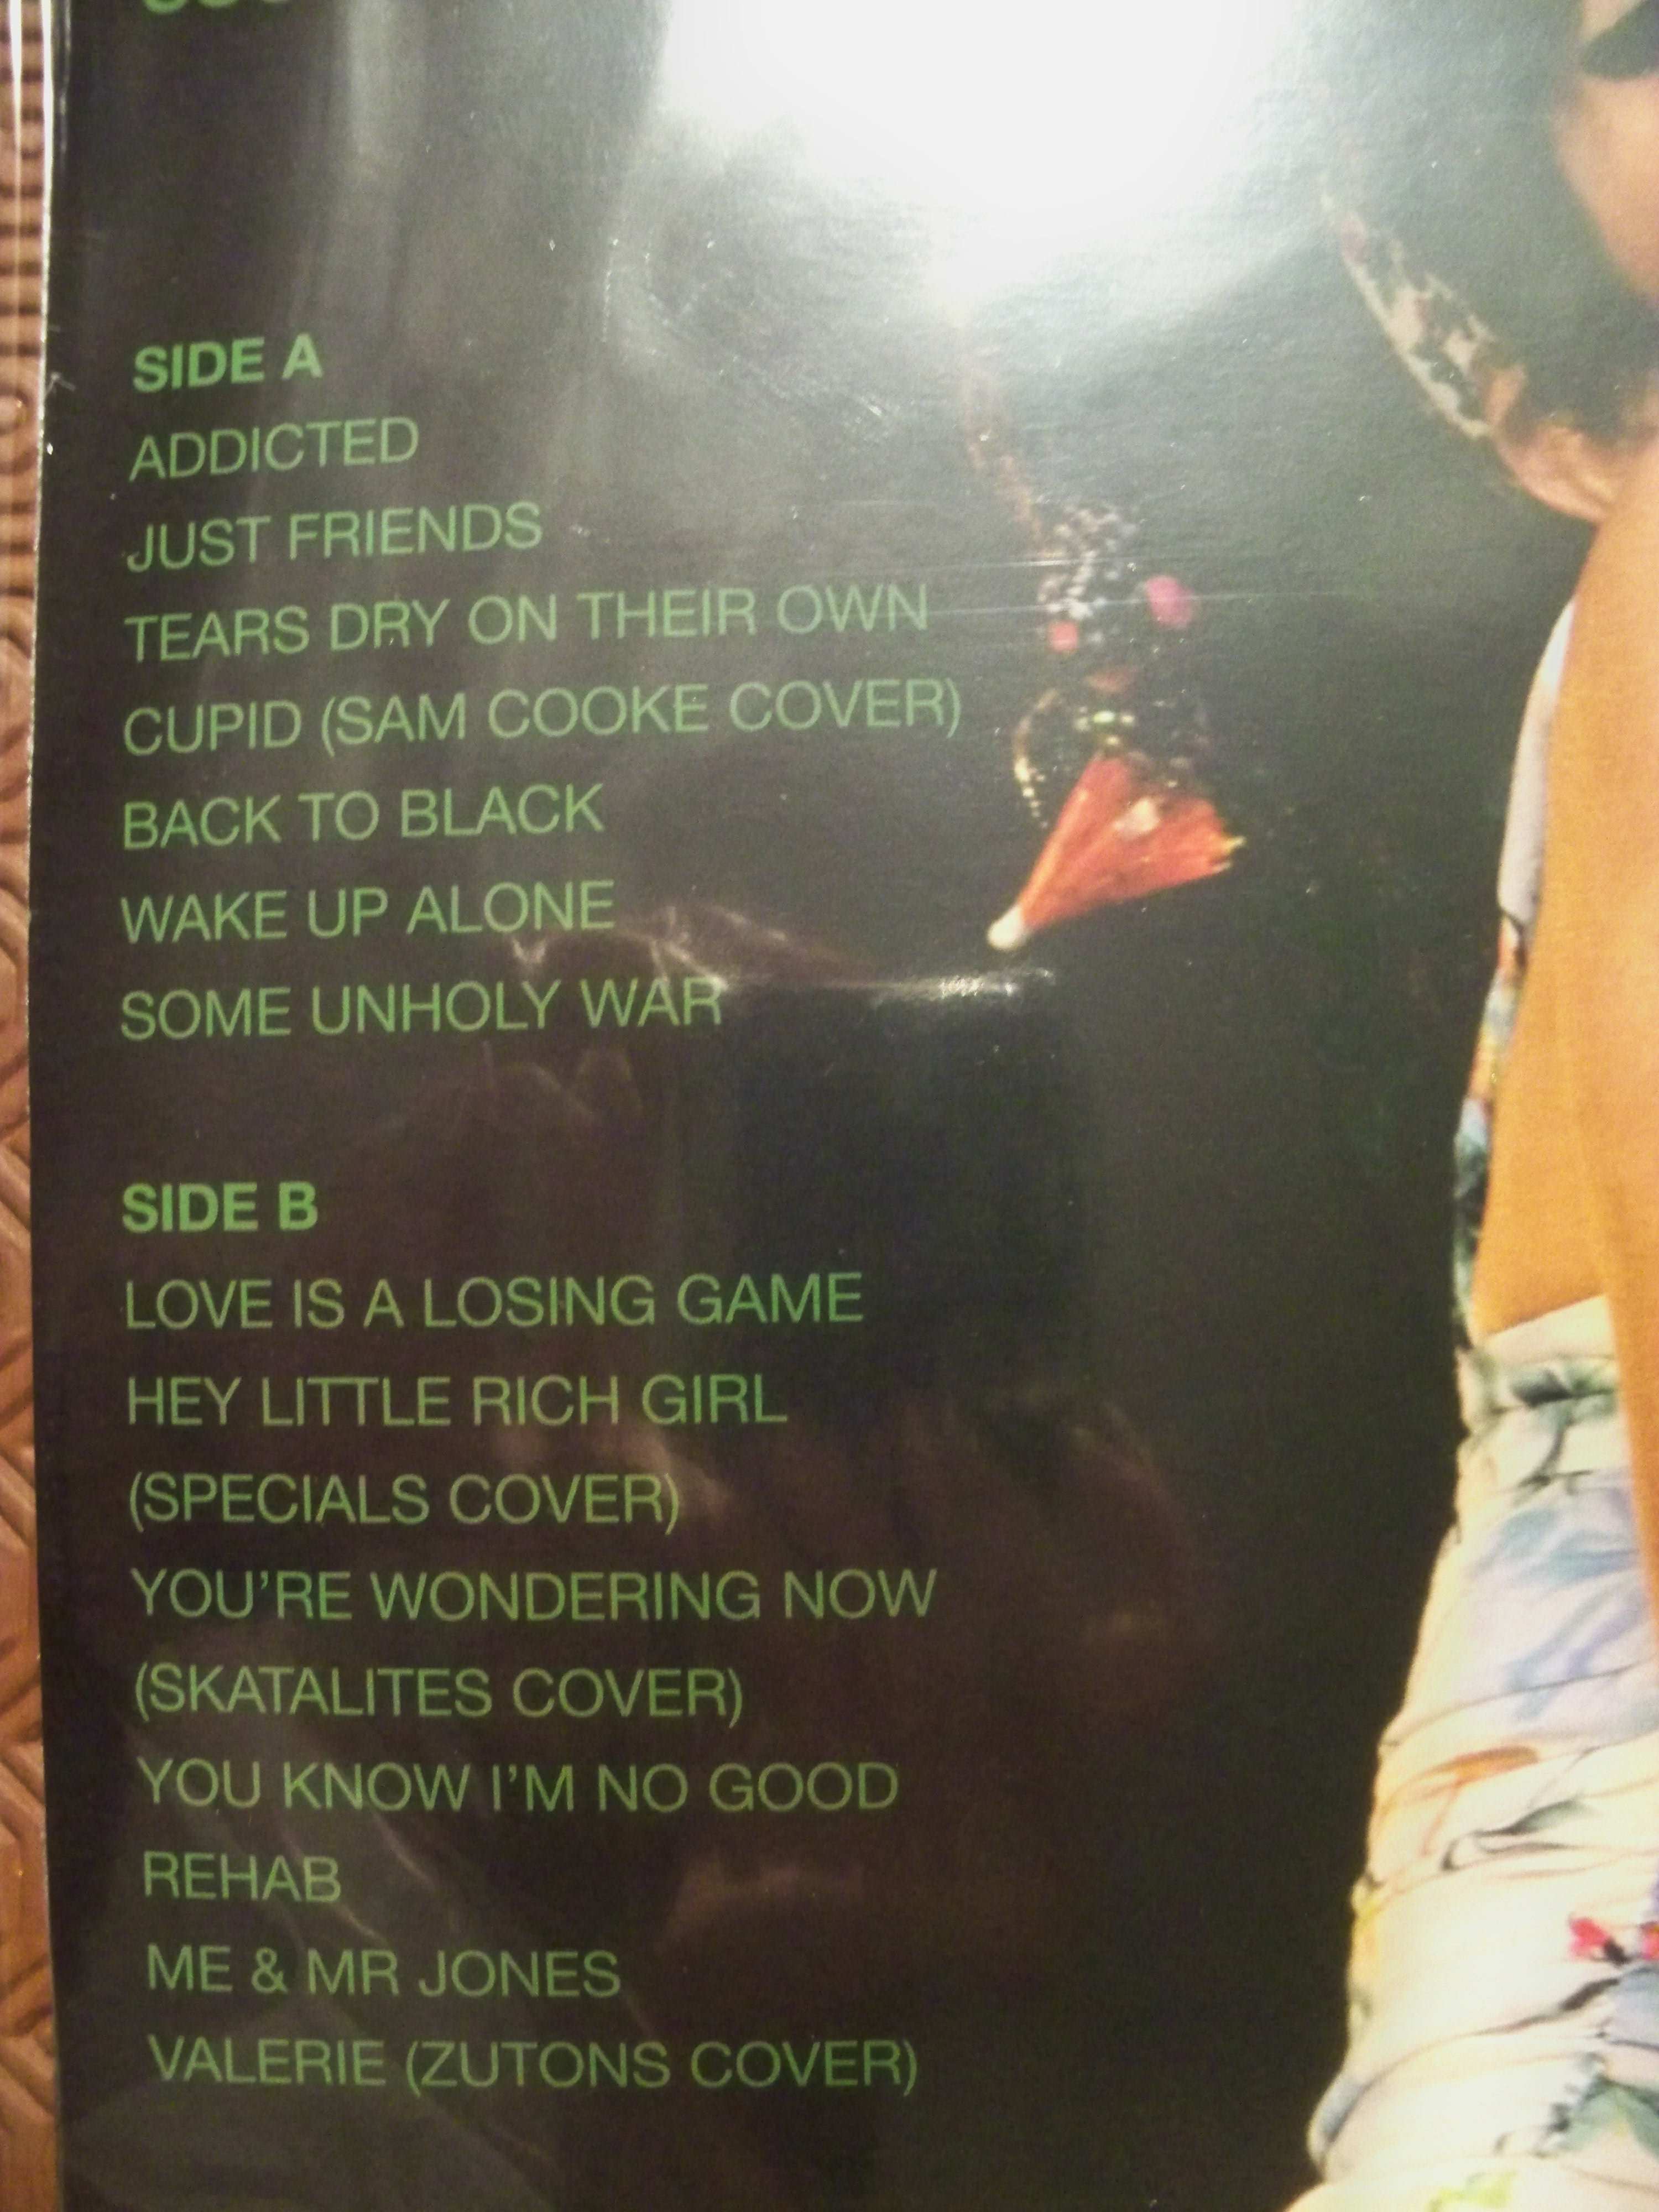 SIDE A
ADDICTED
JUST FRIENDS
TEARS DRY ON THEIR OWN
CUPID (SAM COOKE COVER)
BACK TO BLACK
WAKE UP ALONE
SOME UNHOLY WAR
SIDE B
LOVE IS A LOSING GAME
HEY LITTLE RICH GIRL
(SPECIALS COVER)
YOU'RE WONDERING NOW
(SKATALITES COVER)
YOU KNOW I'M NO GOOD
REHAB
ME & MR JONES
VALERIE (ZUTONS COVER)